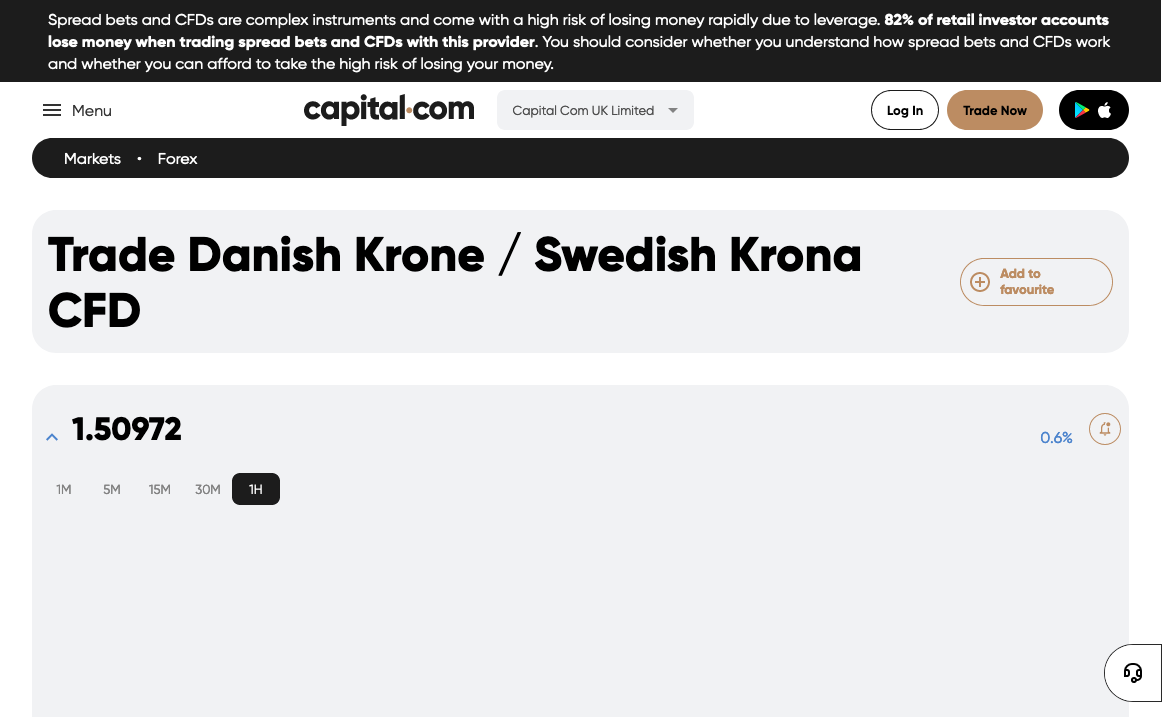 Spread bets and CFDs are complex instruments and come with a high risk of losing money rapidly due to leverage. 82% of retail investor accounts
lose money when trading spread bets and CFDs with this provider. You should consider whether you understand how spread bets and CFDs work
and whether you can afford to take the high risk of losing your money.
Menu
capital.com
Capital Com UK Limited
Log In
Trade Now
Markets • Forex
Trade Danish Krone / Swedish Krona
CFD
Add to
favourite
1.50972
0.6%
1M 5M 15M 30M 1H